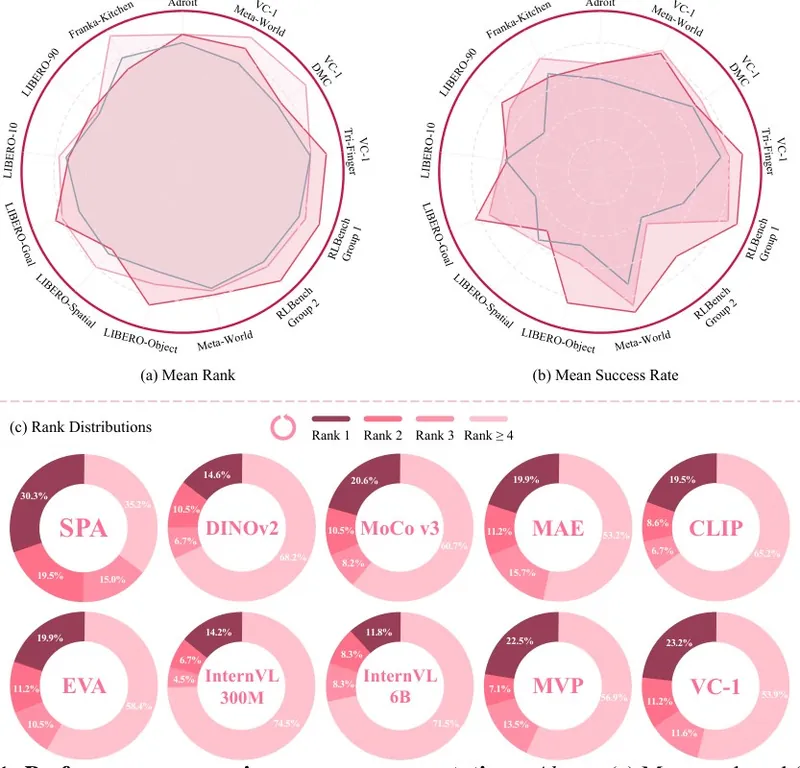 Adroit
VC-1
Meta-World
VC-1
DMC
VC-1
Tri-Finger
RLBench
Group 1
RLBench
Group 2
Meta-World
LIBERO-Object
LIBERO-Spatial
LIBERO-Goal
LIBERO-10
LIBERO-90
Franka-Kitchen
(a) Mean Rank
Adroit
VC-1
Meta-World
VC-1
DMC
VC-1
Tri-Finger
RLBench
Group 1
RLBench
Group 2
Meta-World
LIBERO-Object
LIBERO-Spatial
LIBERO-Goal
LIBERO-10
LIBERO-90
Franka-Kitchen
(b) Mean Success Rate
(c) Rank Distributions
Rank 1 Rank 2 Rank 3 Rank ≥ 4
SPA
30.3%
35.2%
19.5%
15.0%
DINOv2
14.6%
10.5%
6.7%
68.2%
MoCo v3
20.6%
10.5%
8.2%
60.7%
MAE
19.9%
11.2%
15.7%
53.2%
CLIP
19.5%
8.6%
6.7%
65.2%
EVA
19.9%
11.2%
10.5%
58.4%
InternVL
300M
14.2%
6.7%
4.5%
74.5%
InternVL
6B
11.8%
8.3%
8.3%
71.5%
MVP
22.5%
7.1%
13.5%
56.9%
VC-1
23.2%
11.2%
11.6%
53.9%